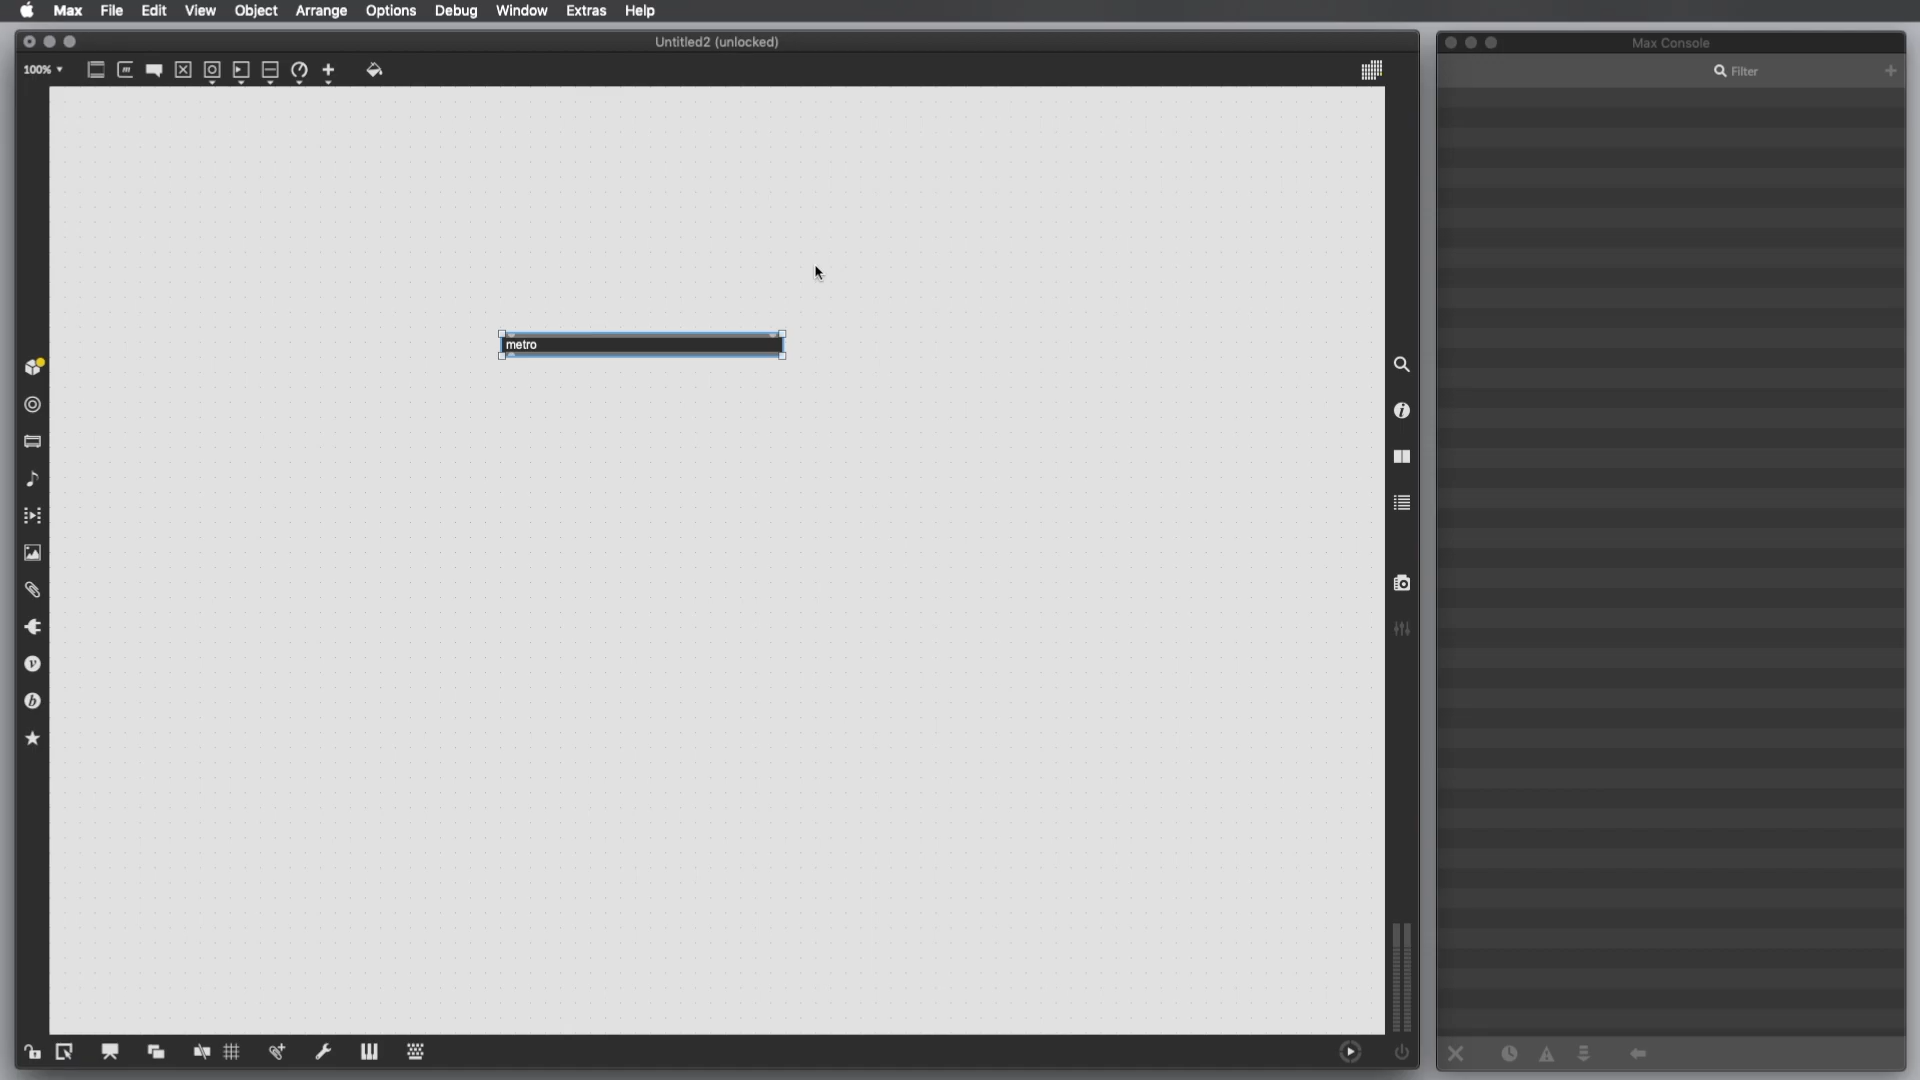 Max File Edit View Object Arrange Options Debug Window Extras Help
Untitled2 (unlocked)
Max Console
100%
Filter
metro